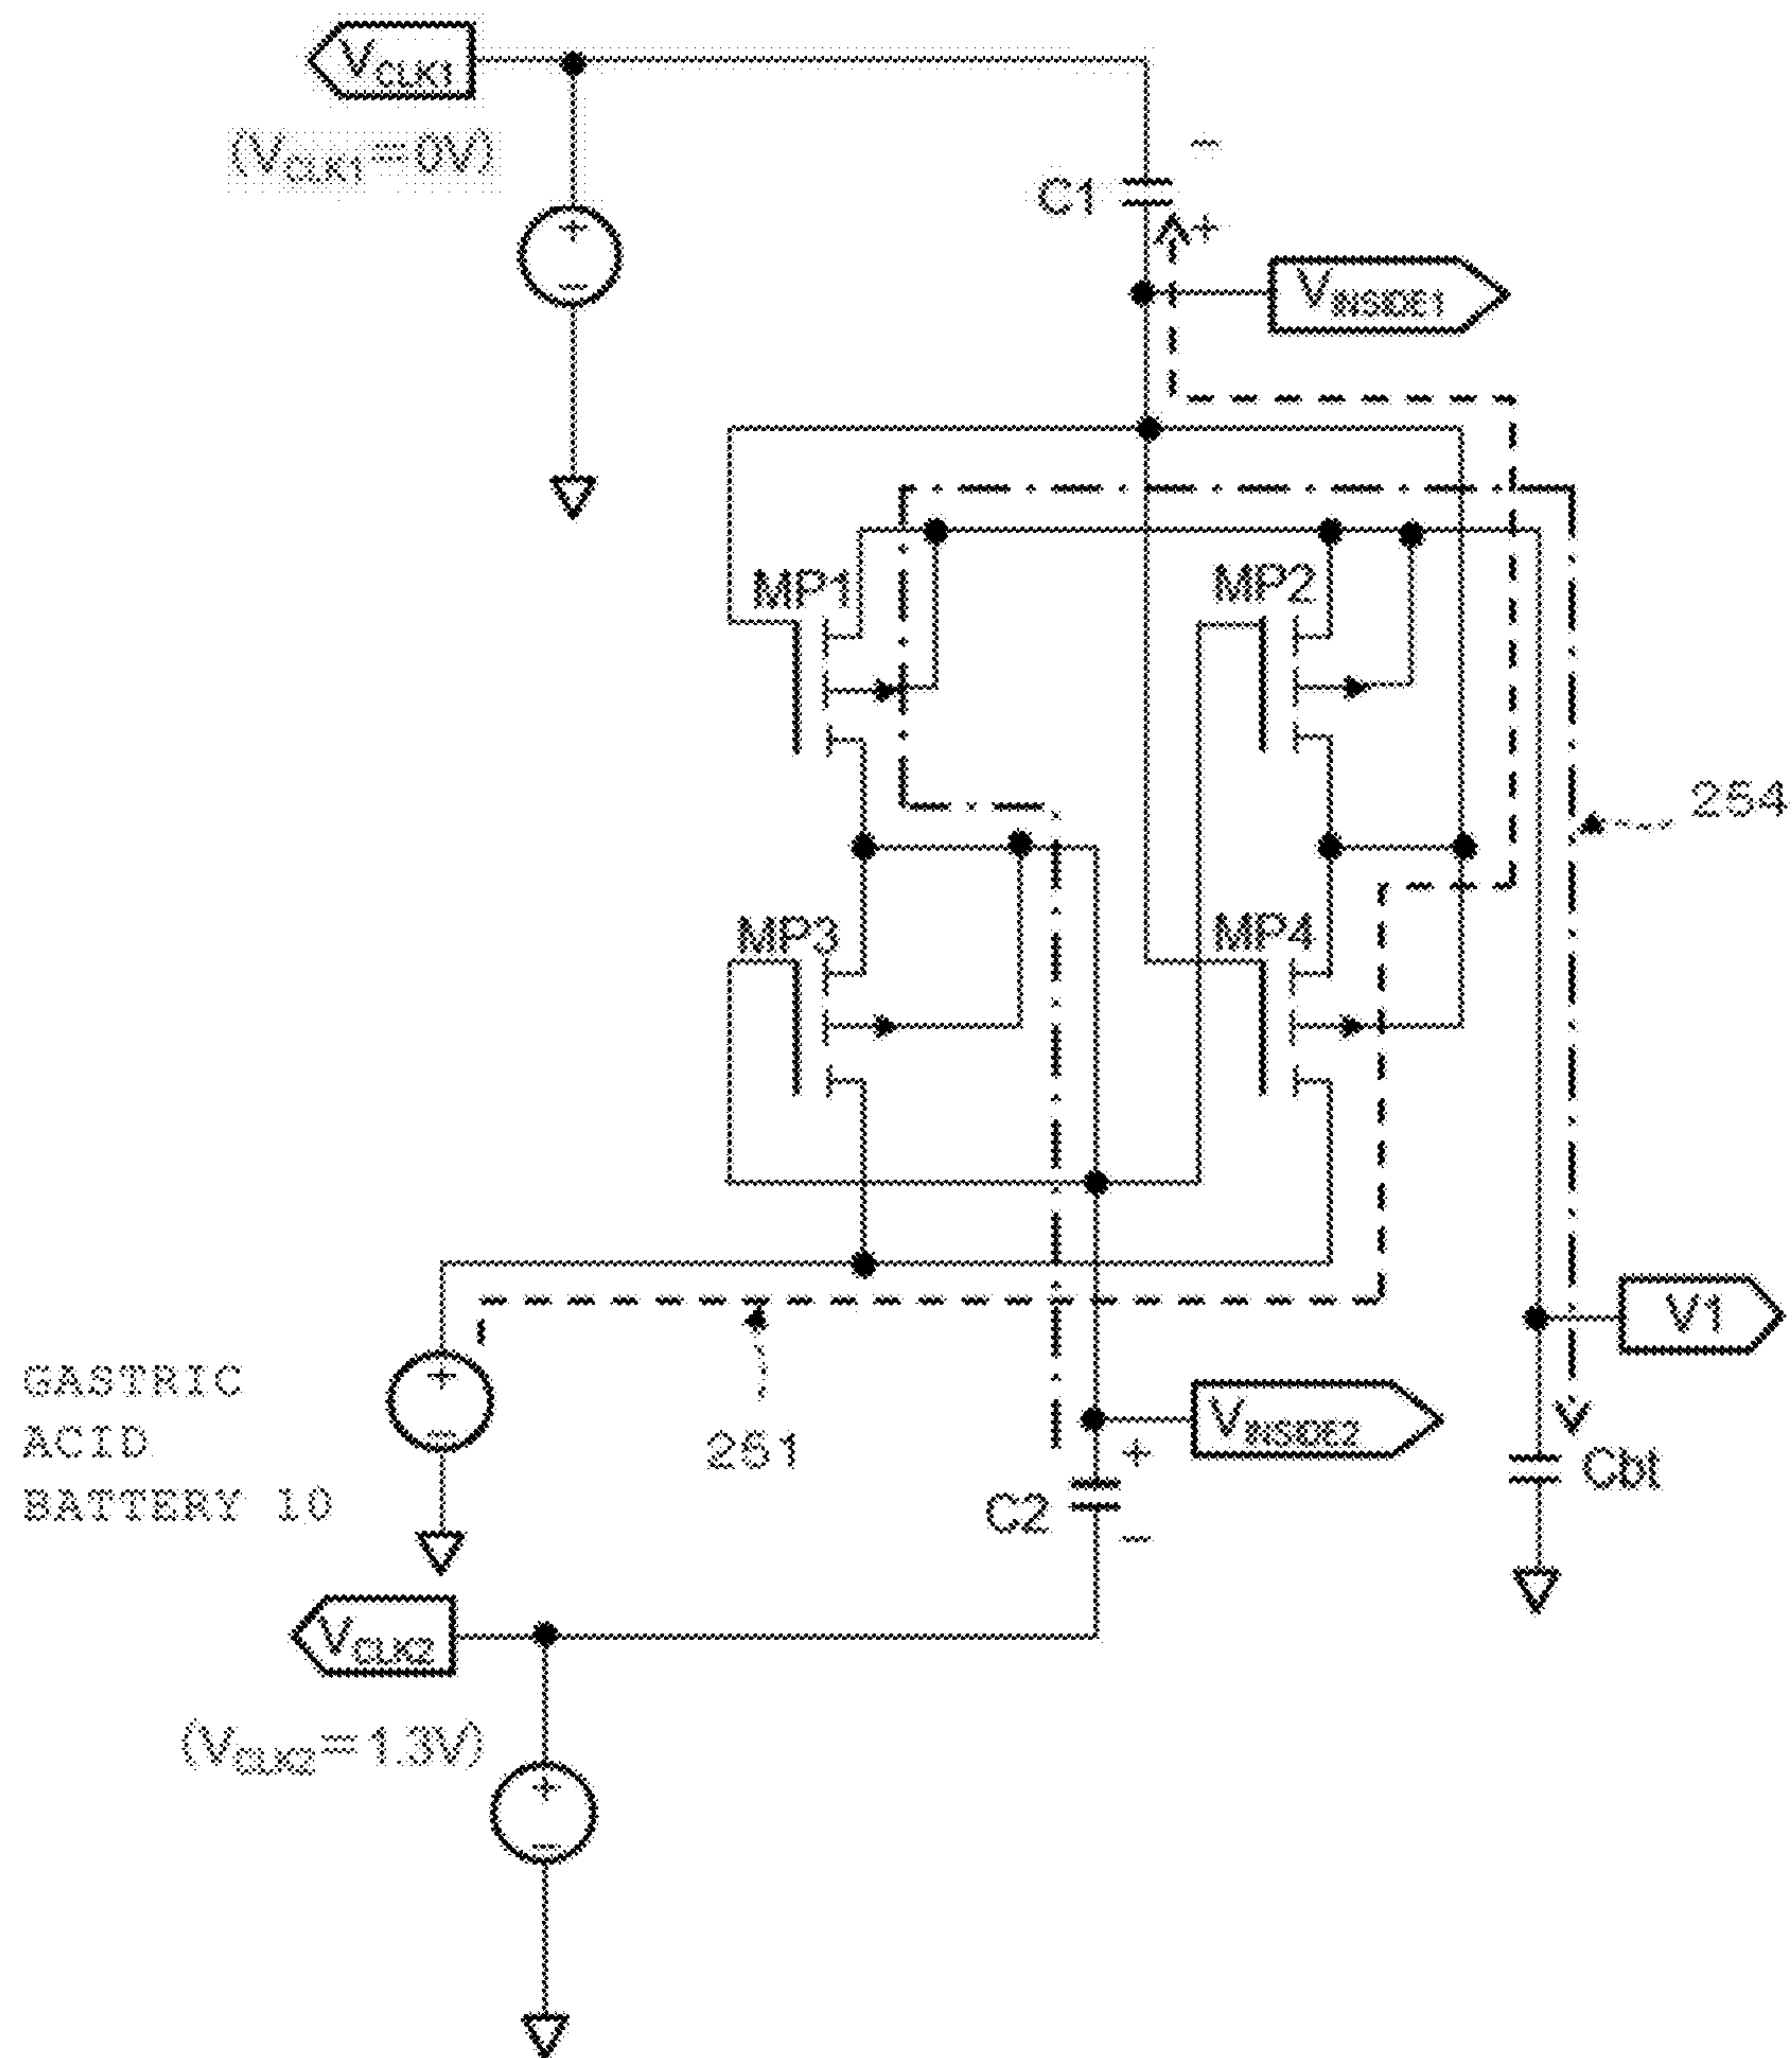 VCLK1
(VCLK1=0V)
−
C1
+
+
−
VINSIDE1
MP1
MP2
254
MP3
MP4
V1
GASTRIC
ACID
BATTERY 10
+
−
251
VINSIDE2
+
C2
−
Cbt
VCLK2
(VCLK2=1.3V)
+
−